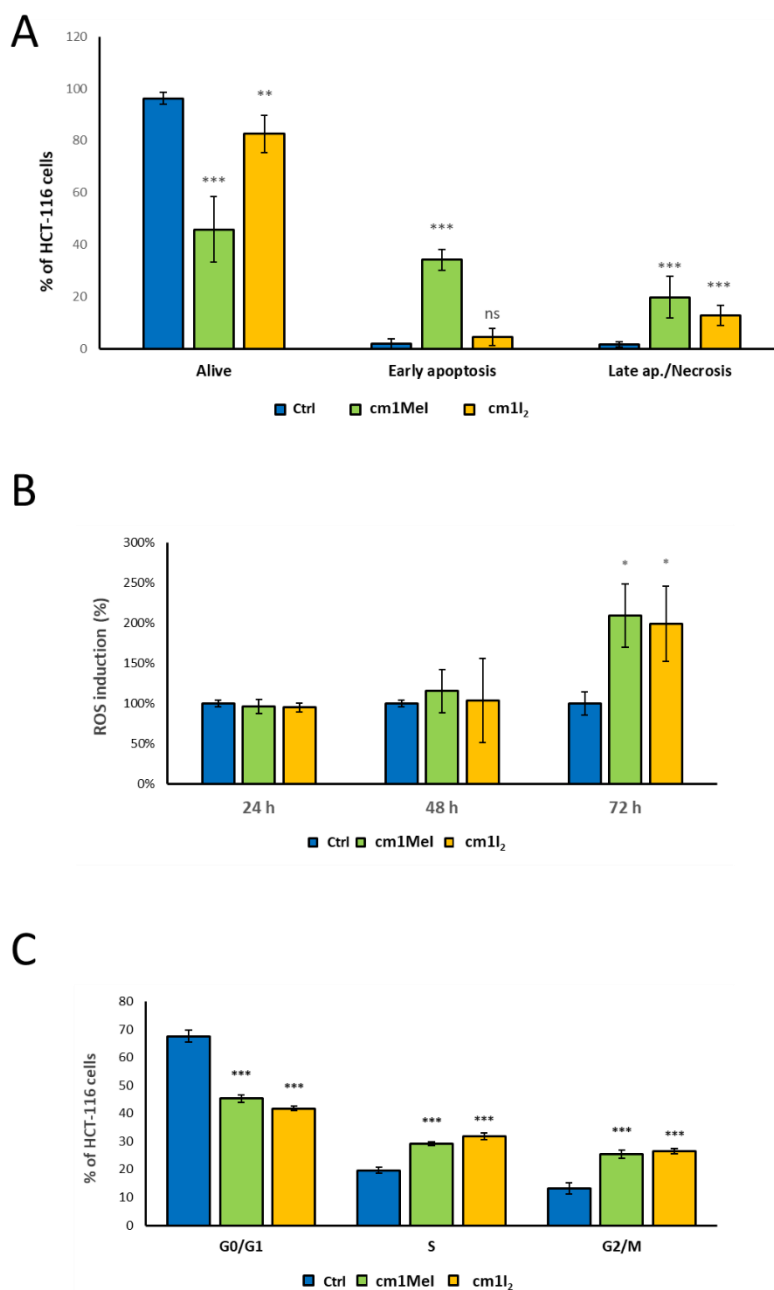 A
120
100
80
60
40
20
0
% of HCT-116 cells
***
**
***
ns
***
***
Alive Early apoptosis Late ap./Necrosis
Ctrl cm1MeI cm1I₂
B
300%
250%
200%
150%
100%
50%
0%
ROS induction (%)
* *
24 h 48 h 72 h
Ctrl cm1MeI cm1I₂
C
80
70
60
50
40
30
20
10
0
% of HCT-116 cells
*** ***
*** ***
*** ***
G0/G1 S G2/M
Ctrl cm1MeI cm1I₂